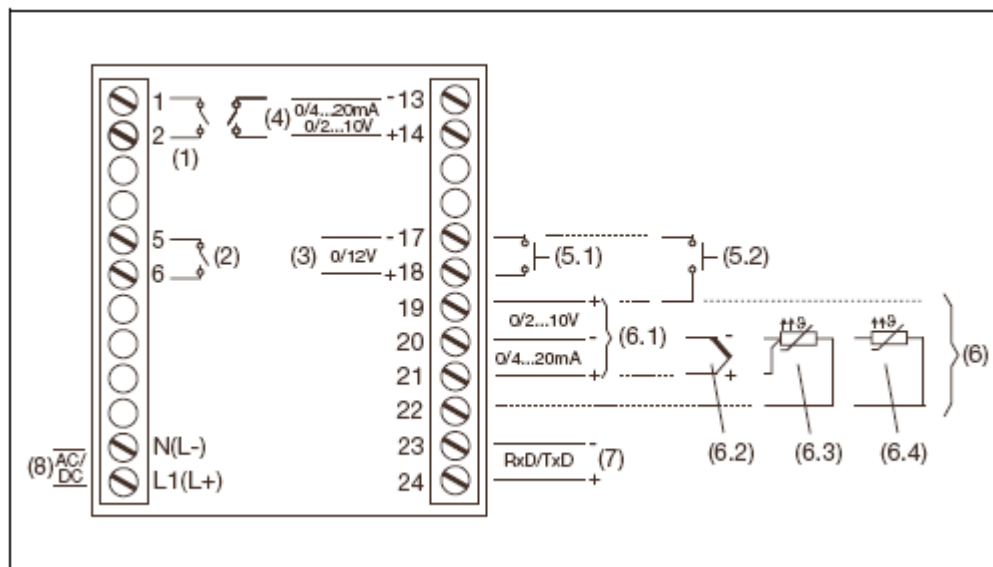 1 (4) 0/4...20mA -13
2 0/2...10V +14
(1)
5 (2) (3) 0/12V -17 (5.1) (5.2)
6 +18
19 +
0/2...10V (6.1)
20 - - ϑ ϑ (6)
0/4...20mA
21 + +
22
(6.2) (6.3) (6.4)
(8) AC/DC N(L-) 23 -
RxD/TxD (7)
L1(L+) 24 +